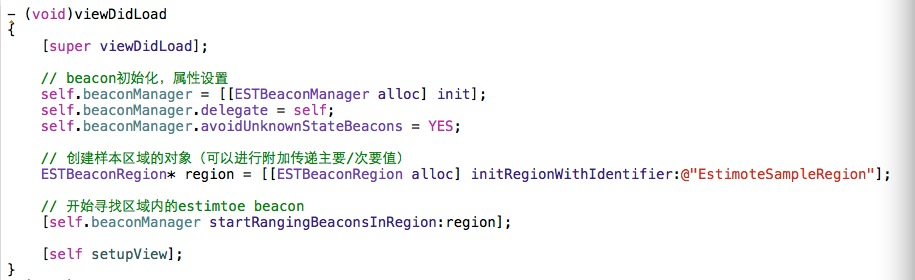 - (void)viewDidLoad
{
    [super viewDidLoad];

    // beacon初始化，属性设置
    self.beaconManager = [[ESTBeaconManager alloc] init];
    self.beaconManager.delegate = self;
    self.beaconManager.avoidUnknownStateBeacons = YES;

    // 创建样本区域的对象（可以进行附加传递主要/次要值）
    ESTBeaconRegion* region = [[ESTBeaconRegion alloc] initRegionWithIdentifier:@"EstimoteSampleRegion"];

    // 开始寻找区域内的estimtoe beacon
    [self.beaconManager startRangingBeaconsInRegion:region];

    [self setupView];
}